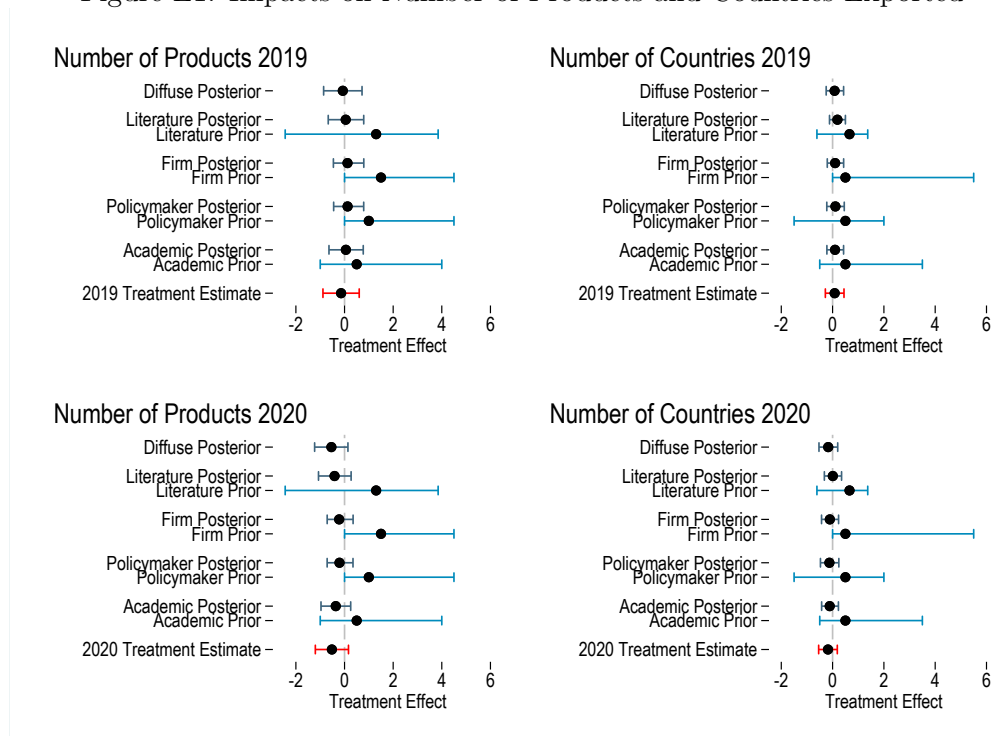 Number of Products 2019
Diffuse Posterior
Literature Posterior
Literature Prior
Firm Posterior
Firm Prior
Policymaker Posterior
Policymaker Prior
Academic Posterior
Academic Prior
2019 Treatment Estimate
-2 0 2 4 6
Treatment Effect
Number of Countries 2019
Diffuse Posterior
Literature Posterior
Literature Prior
Firm Posterior
Firm Prior
Policymaker Posterior
Policymaker Prior
Academic Posterior
Academic Prior
2019 Treatment Estimate
-2 0 2 4 6
Treatment Effect
Number of Products 2020
Diffuse Posterior
Literature Posterior
Literature Prior
Firm Posterior
Firm Prior
Policymaker Posterior
Policymaker Prior
Academic Posterior
Academic Prior
2020 Treatment Estimate
-2 0 2 4 6
Treatment Effect
Number of Countries 2020
Diffuse Posterior
Literature Posterior
Literature Prior
Firm Posterior
Firm Prior
Policymaker Posterior
Policymaker Prior
Academic Posterior
Academic Prior
2020 Treatment Estimate
-2 0 2 4 6
Treatment Effect